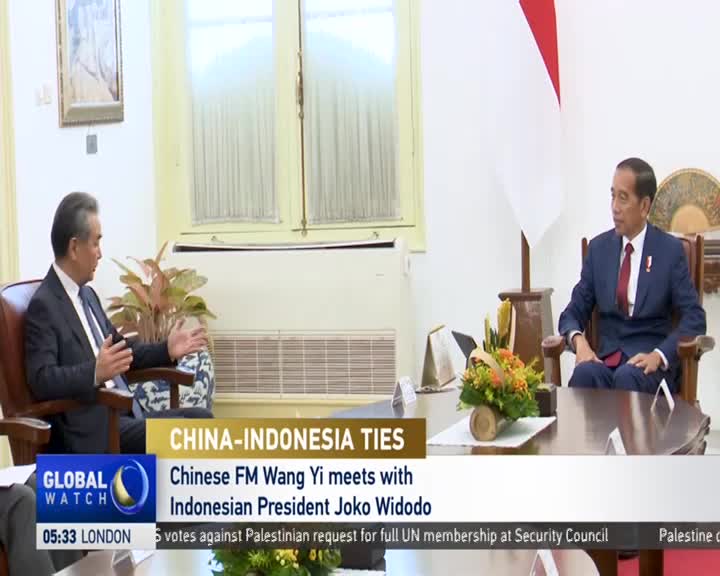 CHINA-INDONESIA TIES
Chinese FM Wang Yi meets with
Indonesian President Joko Widodo
GLOBAL
WATCH
05:33 LONDON
S votes against Palestinian request for full UN membership at Security Council
Palestine